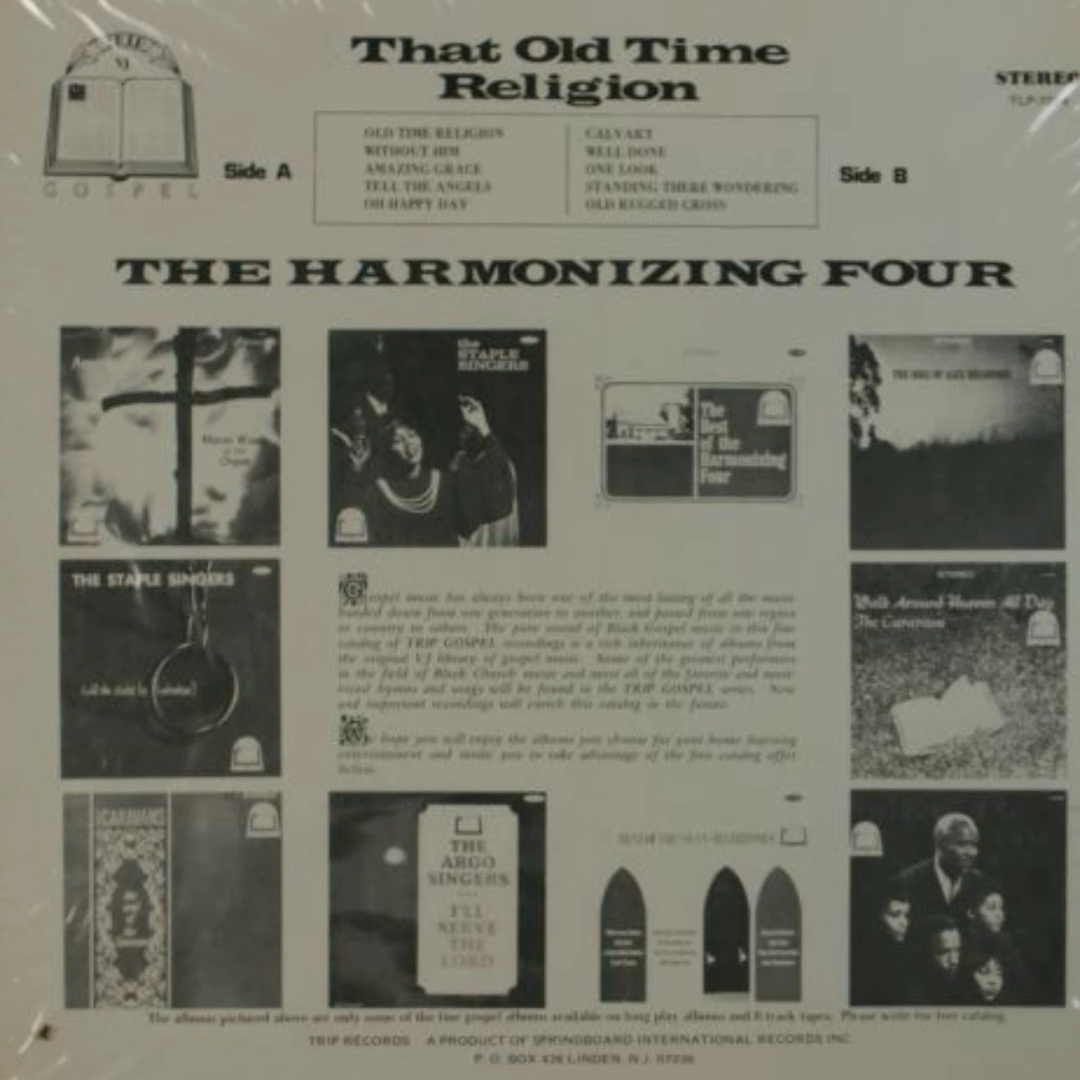 GOSPEL
That Old Time
Religion
STEREO
Side A
OLD TIME RELIGION
WITHOUT HIM
AMAZING GRACE
TELL THE ANGELS
OH HAPPY DAY
CALVARY
WELL DONE
ONE LOOK
STANDING THERE WONDERING
OLD RUGGED CROSS
Side B
THE HARMONIZING FOUR
the
STAPLE
SINGERS
The
Best
of the
Harmonizing
Four
THE STAPLE SINGERS
Gospel music has always been one of the most lasting of all the music
handed down from one generation to another, and passed from one region
or country to others. The pure sound of Black Gospel music in this fine
catalog of TRIP GOSPEL recordings is a rich inheritance of albums from
the original VJ library of gospel music. Some of the greatest performers
in the field of Black Church music and most all of the favorite and most-
loved hymns and songs will be found in the TRIP GOSPEL series. New
and important recordings will enrich this catalog in the future.
We hope you will enjoy the albums you choose for your home listening
entertainment and invite you to take advantage of the free catalog offer
below.
Walk Around Heaven All Day
The Caravans
CARAVANS
THE
ARGO
SINGERS
I'LL
SERVE
THE
LORD
The albums pictured above are only some of the fine gospel albums available on long play albums and 8 track tapes. Please write for free catalog.
TRIP RECORDS A PRODUCT OF SPRINGBOARD INTERNATIONAL RECORDS INC.
P. O. BOX 436 LINDEN, N.J. 07036